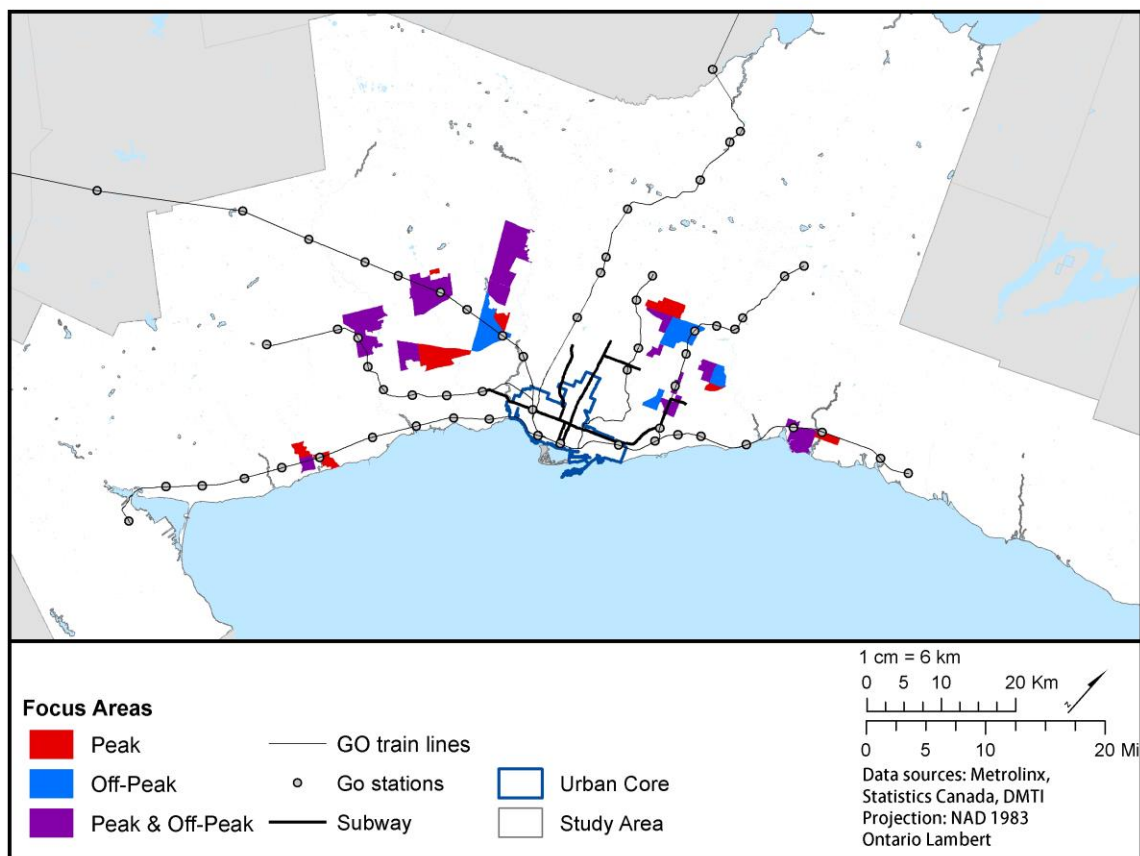 Focus Areas
Peak
Off-Peak
Peak & Off-Peak
GO train lines
Go stations
Subway
Urban Core
Study Area
1 cm = 6 km
0 5 10 20 Km
0 5 10 20 Mi
N
Data sources: Metrolinx,
Statistics Canada, DMTI
Projection: NAD 1983
Ontario Lambert